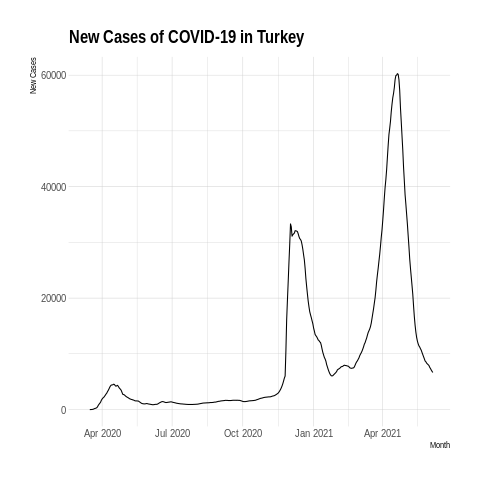 New Cases of COVID-19 in Turkey
New Cases
60000
40000
20000
0
Apr 2020 Jul 2020 Oct 2020 Jan 2021 Apr 2021
Month